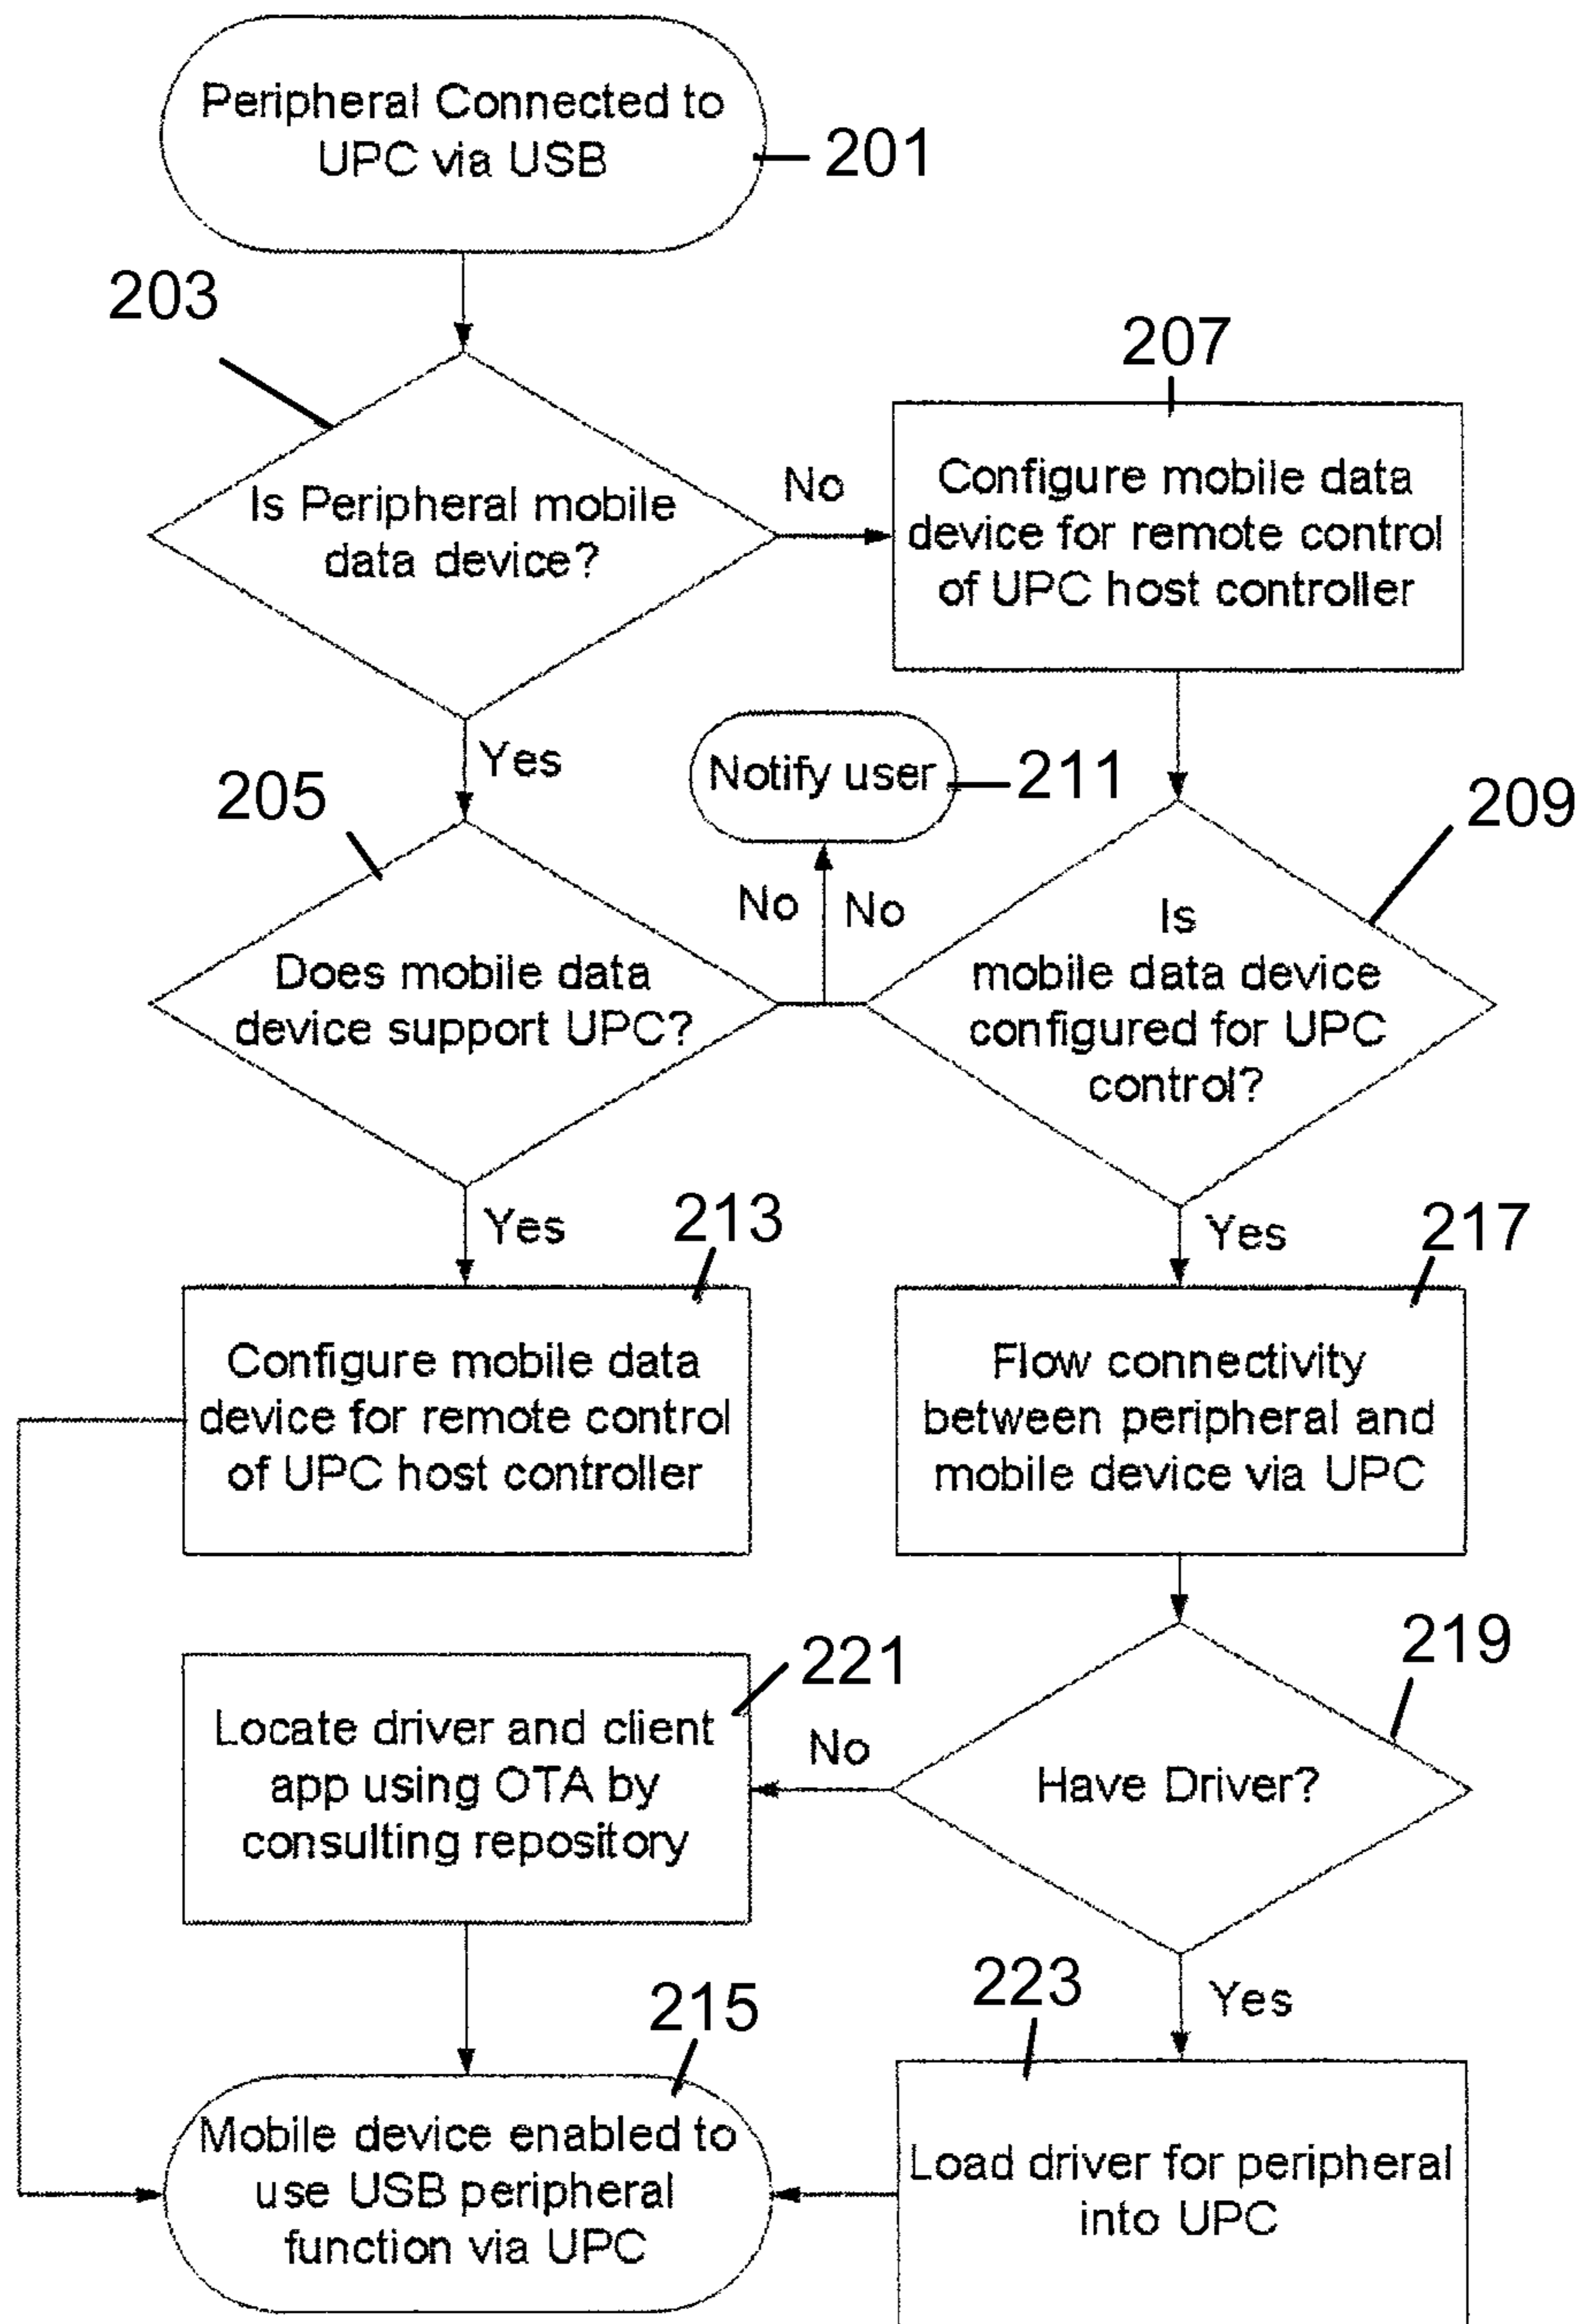 Peripheral Connected to
UPC via USB
201
203
Is Peripheral mobile
data device?
No
207
Configure mobile data
device for remote control
of UPC host controller
Yes
205
Notify user
211
209
No
No
Does mobile data
device support UPC?
Is
mobile data device
configured for UPC
control?
Yes
213
Yes
217
Configure mobile data
device for remote control
of UPC host controller
Flow connectivity
between peripheral and
mobile device via UPC
221
219
Locate driver and client
app using OTA by
consulting repository
No
Have Driver?
223
Yes
215
Mobile device enabled to
use USB peripheral
function via UPC
Load driver for peripheral
into UPC